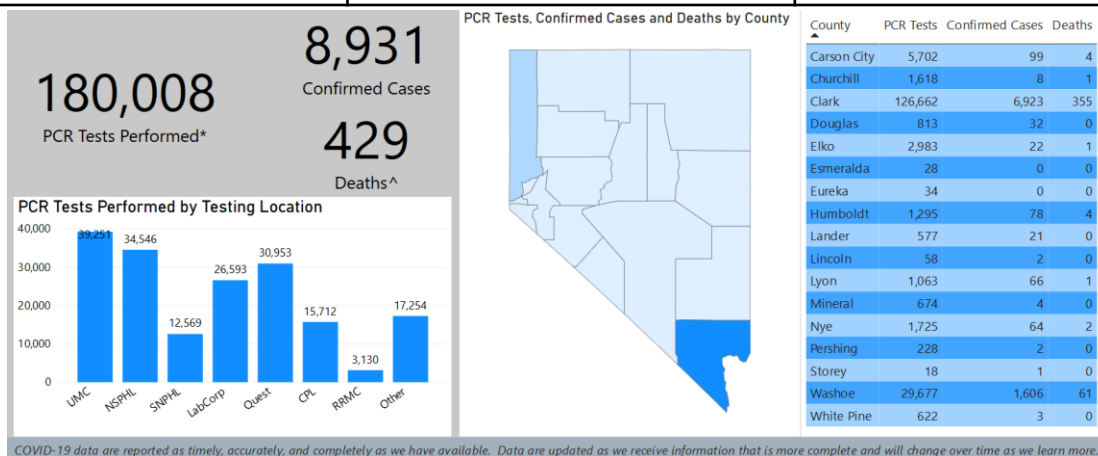 180,008
PCR Tests Performed*
8,931
Confirmed Cases
429
Deaths^
PCR Tests Performed by Testing Location
40,000
30,000
20,000
10,000
0
39,251
34,546
12,569
26,593
30,953
15,712
3,130
17,254
UMC
NSPHL
SNPHL
LabCorp
Quest
CPL
RRMC
Other
PCR Tests, Confirmed Cases and Deaths by County
County PCR Tests Confirmed Cases Deaths
Carson City 5,702 99 4
Churchill 1,618 8 1
Clark 126,662 6,923 355
Douglas 813 32 0
Elko 2,983 22 1
Esmeralda 28 0 0
Eureka 34 0 0
Humboldt 1,295 78 4
Lander 577 21 0
Lincoln 58 2 0
Lyon 1,063 66 1
Mineral 674 4 0
Nye 1,725 64 2
Pershing 228 2 0
Storey 18 1 0
Washoe 29,677 1,606 61
White Pine 622 3 0
COVID-19 data are reported as timely, accurately, and completely as we have available. Data are updated as we receive information that is more complete and will change over time as we learn more.